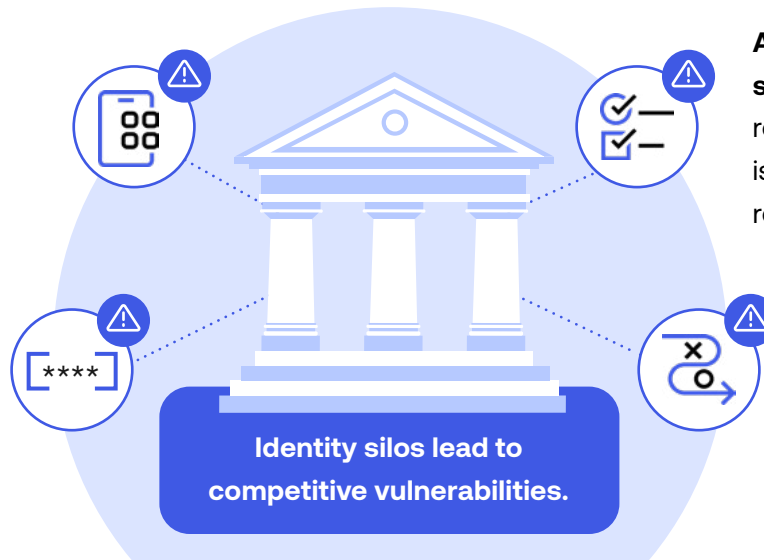 ****
Identity silos lead to
competitive vulnerabilities.